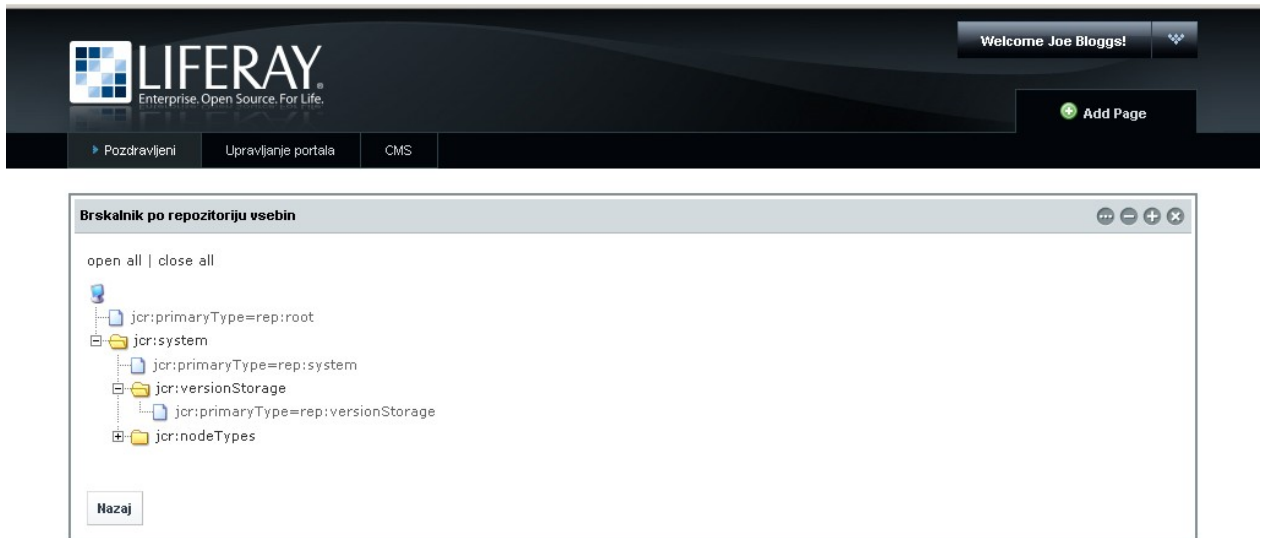 Welcome Joe Bloggs!
LIFERAY.
Enterprise. Open Source. For Life.
Add Page
Pozdravljeni Upravljanje portala CMS
Brskalnik po repozitoriju vsebin
open all | close all
jcr:primaryType=rep:root
jcr:system
jcr:primaryType=rep:system
jcr:versionStorage
jcr:primaryType=rep:versionStorage
jcr:nodeTypes
Nazaj